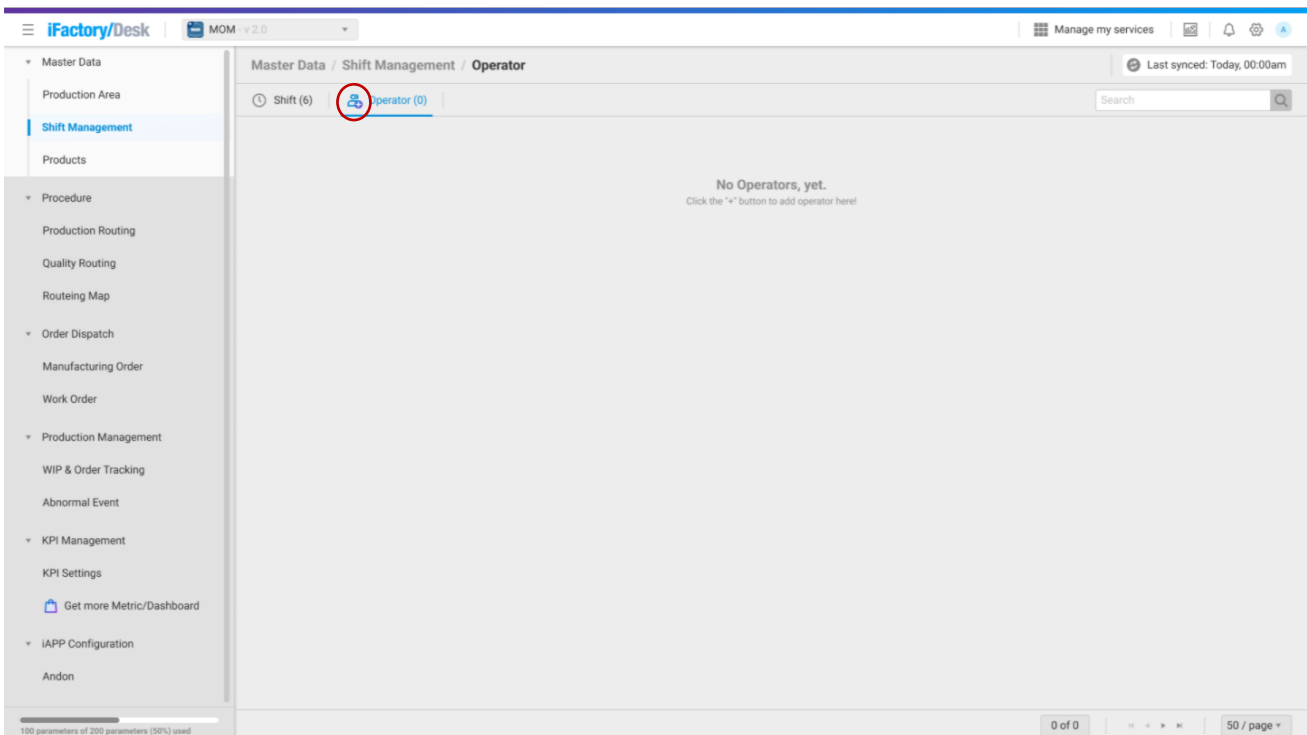 iFactory/Desk
MOM - v 2.0
Manage my services
A
Master Data
Production Area
Shift Management
Products
Procedure
Production Routing
Quality Routing
Routeing Map
Order Dispatch
Manufacturing Order
Work Order
Production Management
WIP & Order Tracking
Abnormal Event
KPI Management
KPI Settings
Get more Metric/Dashboard
iAPP Configuration
Andon
100 parameters of 200 parameters (50%) used
Master Data / Shift Management / Operator
Last synced: Today, 00:00am
Shift (6)
Operator (0)
Search
No Operators, yet.
Click the "+" button to add operator here!
0 of 0
50 / page